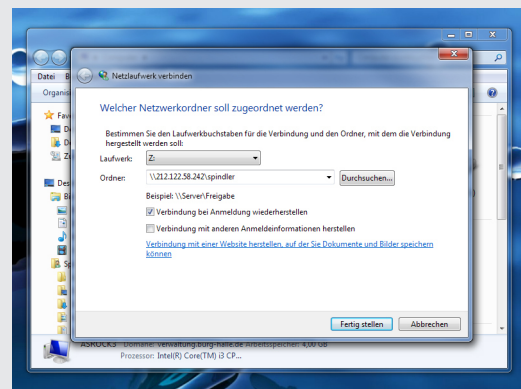 Datei
Organis
Fav
Netzlaufwerk verbinden
Welcher Netzwerkordner soll zugeordnet werden?
Bestimmen Sie den Laufwerkbuchstaben für die Verbindung und den Ordner, mit dem die Verbindung
hergestellt werden soll:
Laufwerk: Z:
Ordner: \\212.122.58.242\spindler Durchsuchen...
Beispiel: \\Server\Freigabe
Verbindung bei Anmeldung wiederherstellen
Verbindung mit anderen Anmeldeinformationen herstellen
Verbindung mit einer Website herstellen, auf der Sie Dokumente und Bilder speichern
können
Fertig stellen Abbrechen
ASROCK3 Domäne: verwaltung.burg-halle.de Arbeitsspeicher: 4,00 GB
Prozessor: Intel(R) Core(TM) i3 CP...